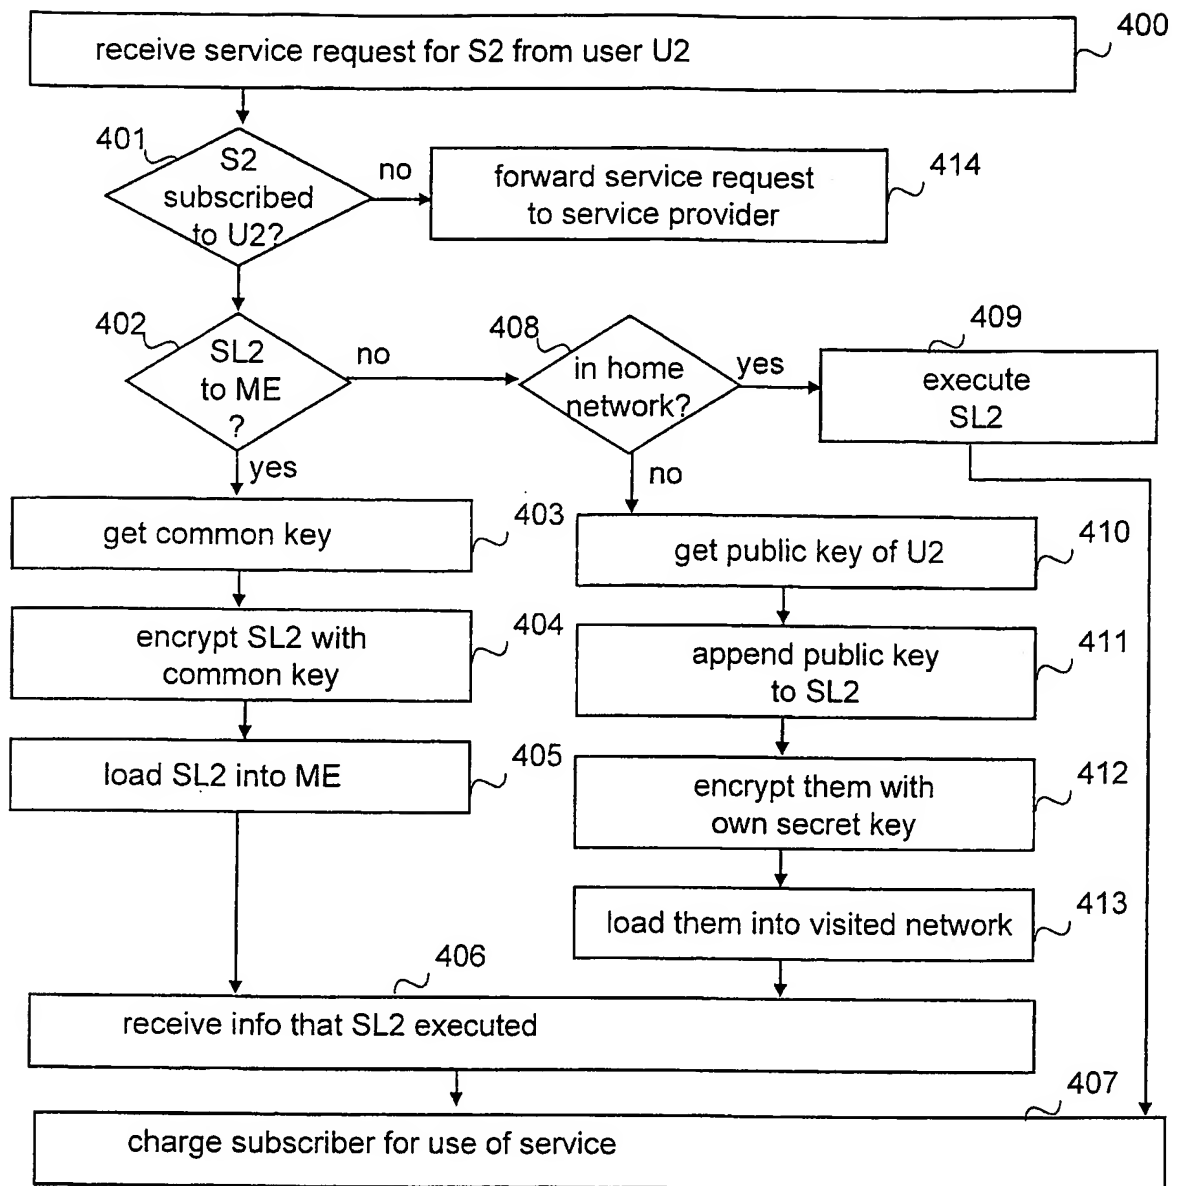 400
receive service request for S2 from user U2
401
S2
subscribed
to U2?
no
forward service request
to service provider
414
402
SL2
to ME
?
no
408
in home
network?
yes
409
execute
SL2
yes
no
get common key
403
get public key of U2
410
encrypt SL2 with
common key
404
append public key
to SL2
411
load SL2 into ME
405
encrypt them with
own secret key
412
load them into visited network
413
406
receive info that SL2 executed
407
charge subscriber for use of service